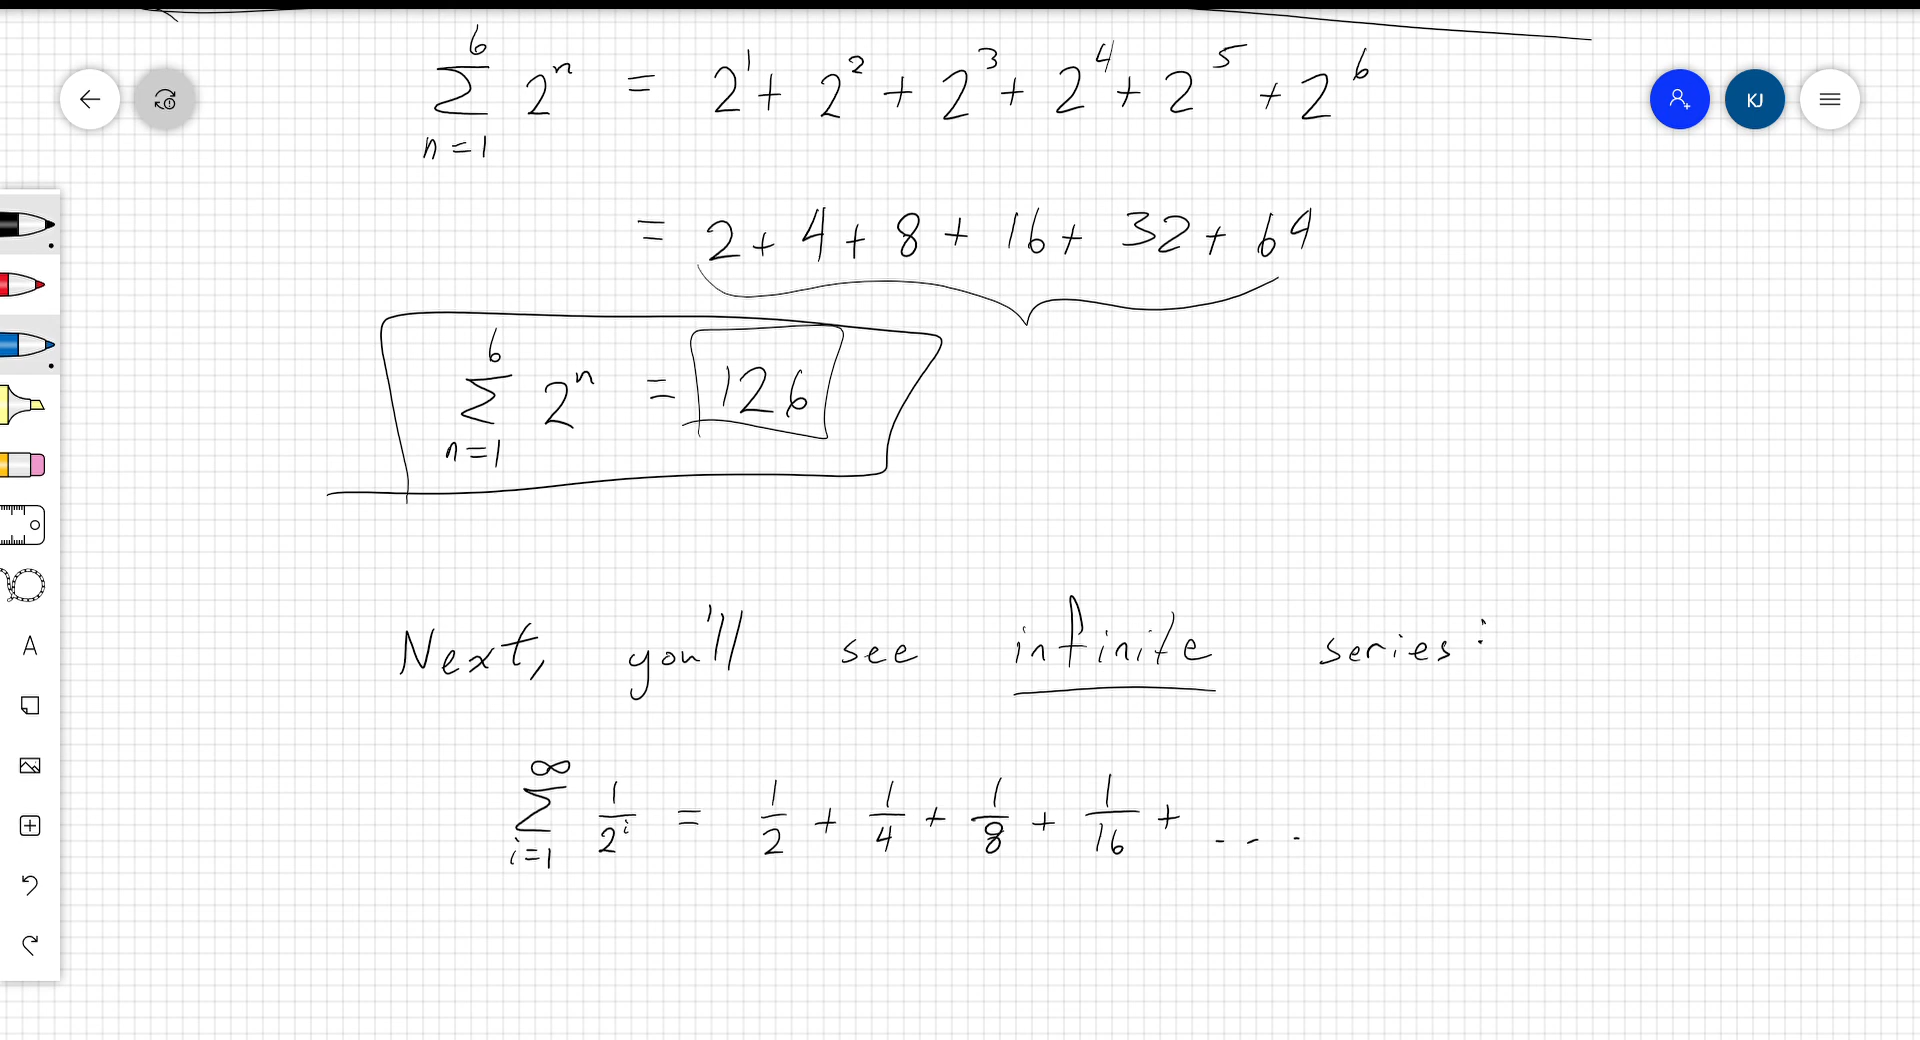 6
∑ 2ⁿ = 2¹ + 2² + 2³ + 2⁴ + 2⁵ + 2⁶
n=1
KJ
= 2 + 4 + 8 + 16 + 32 + 64
6
∑ 2ⁿ = 126
n=1
A
Next, you'll see infinite series:
∞
∑ 1/2ⁱ = 1/2 + 1/4 + 1/8 + 1/16 + ....
i=1